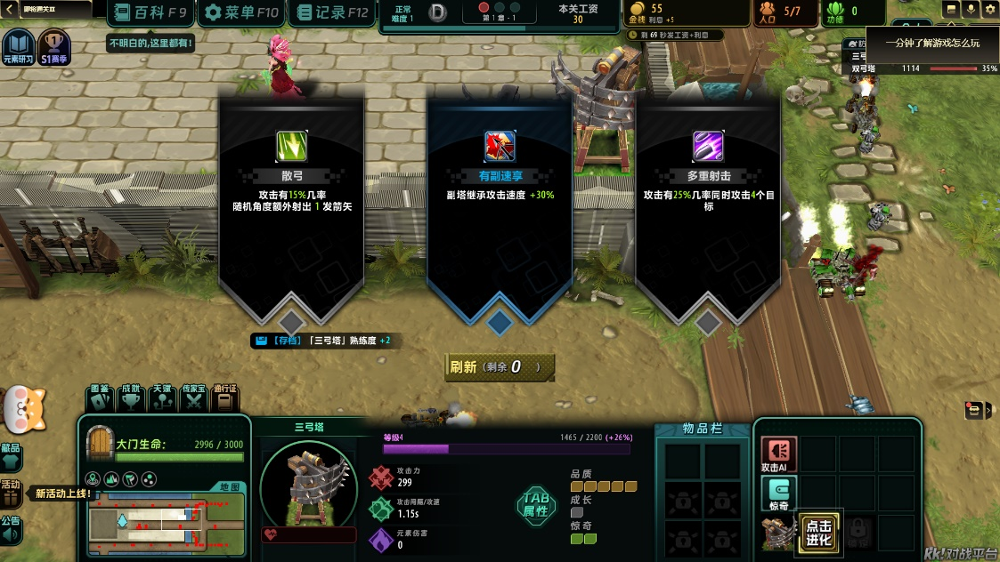 即将通关II
百科 F9
菜单 F10
记录 F12
正常
难度 1
D
第 1 章 - 1
本关工资
30
55
金钱 利息 +5
人口
5/7
功德
0
元素研习
S1赛季
不明白的,这里都有!
剩 69 秒发工资+利息
一分钟了解游戏怎么玩
双弓塔 1114 35%
散弓
攻击有15%几率
随机角度额外射出 1 发箭矢
有副速享
副塔继承攻击速度 +30%
多重射击
攻击有25%几率同时攻击4个目
标
【存档】「三弓塔」熟练度 +2
刷新 (剩余 0 )
图鉴
成就
天赋
传家宝
通行证
藏品
活动
新活动上线!
公告
大门生命: 2996 / 3000
地图
三弓塔
等级4
1465 / 2200 (+26%)
攻击力
299
攻击间隔/攻速
1.15s
元素伤害
0
TAB
属性
品质
成长
惊奇
物品栏
攻击AI
惊奇
点击
进化
KK!对战平台